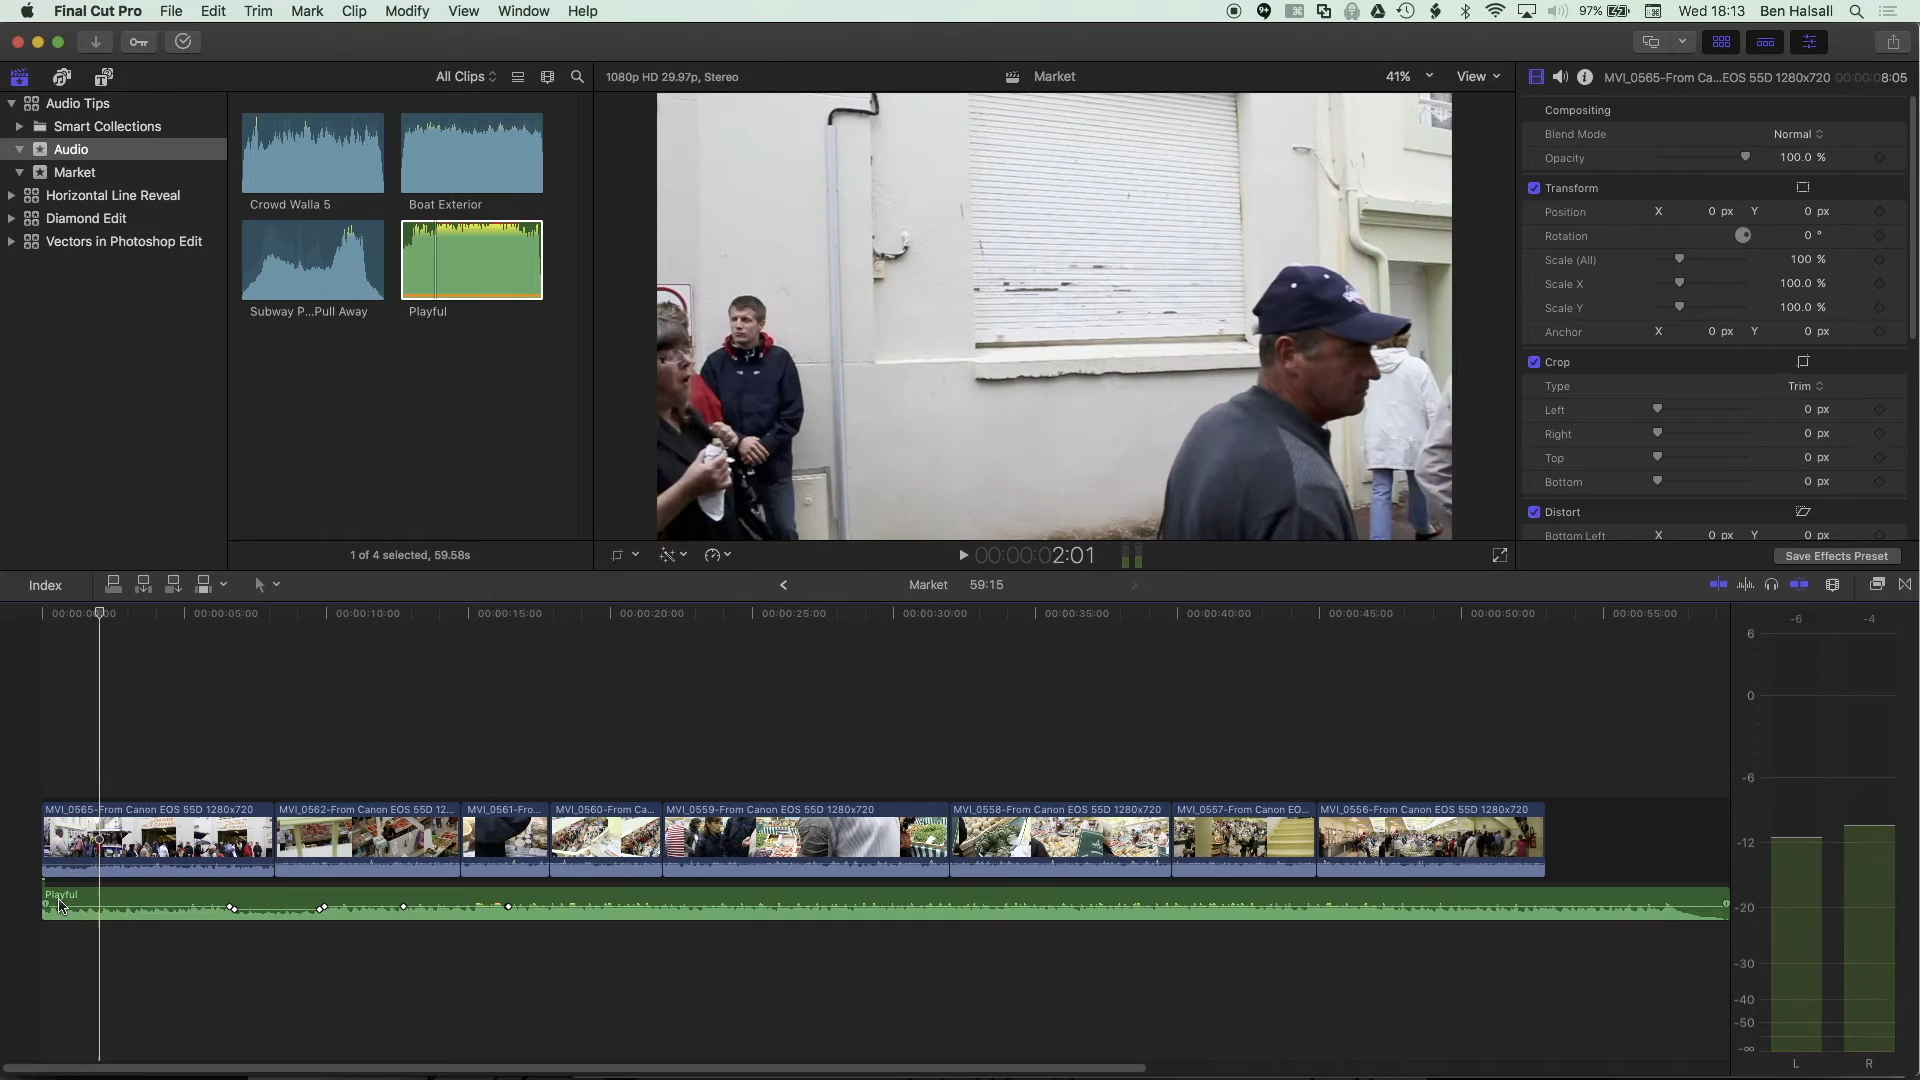 Final Cut Pro File Edit Trim Mark Clip Modify View Window Help 97% Wed 18:13 Ben Halsall
All Clips 1080p HD 29.97p, Stereo Market 41% View MVI_0565-From Ca...EOS 55D 1280x720 00:00:08:05
Audio Tips
Smart Collections
Audio
Market
Horizontal Line Reveal
Diamond Edit
Vectors in Photoshop Edit
Crowd Walla 5 Boat Exterior
Subway P...Pull Away Playful
Compositing
Blend Mode Normal
Opacity 100.0 %
Transform
Position X 0 px Y 0 px
Rotation 0 °
Scale (All) 100 %
Scale X 100.0 %
Scale Y 100.0 %
Anchor X 0 px Y 0 px
Crop
Type Trim
Left 0 px
Right 0 px
Top 0 px
Bottom 0 px
Distort
Bottom Left X 0 px Y 0 px
1 of 4 selected, 59.58s 00:00:02:01 Save Effects Preset
Index Market 59:15
00:00:05:00 00:00:10:00 00:00:15:00 00:00:20:00 00:00:25:00 00:00:30:00 00:00:35:00 00:00:40:00 00:00:45:00 00:00:50:00 00:00:55:00
-6 -4
6
0
-6
-12
-20
-30
-40
-50
-∞
L R
MVI_0565-From Canon EOS 55D 1280x720 MVI_0562-From Canon EOS 55D 12... MVI_0561-Fro... MVI_0560-From Ca... MVI_0559-From Canon EOS 55D 1280x720 MVI_0558-From Canon EOS 55D 1280x720 MVI_0557-From Canon EO... MVI_0556-From Canon EOS 55D 1280x720
Playful